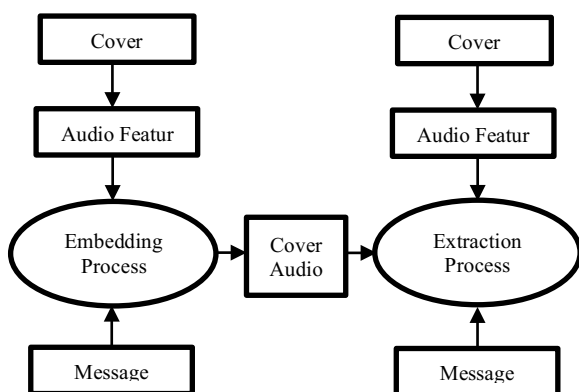 Cover
Cover
Audio Featur
Audio Featur
Embedding
Process
Cover
Audio
Extraction
Process
Message
Message